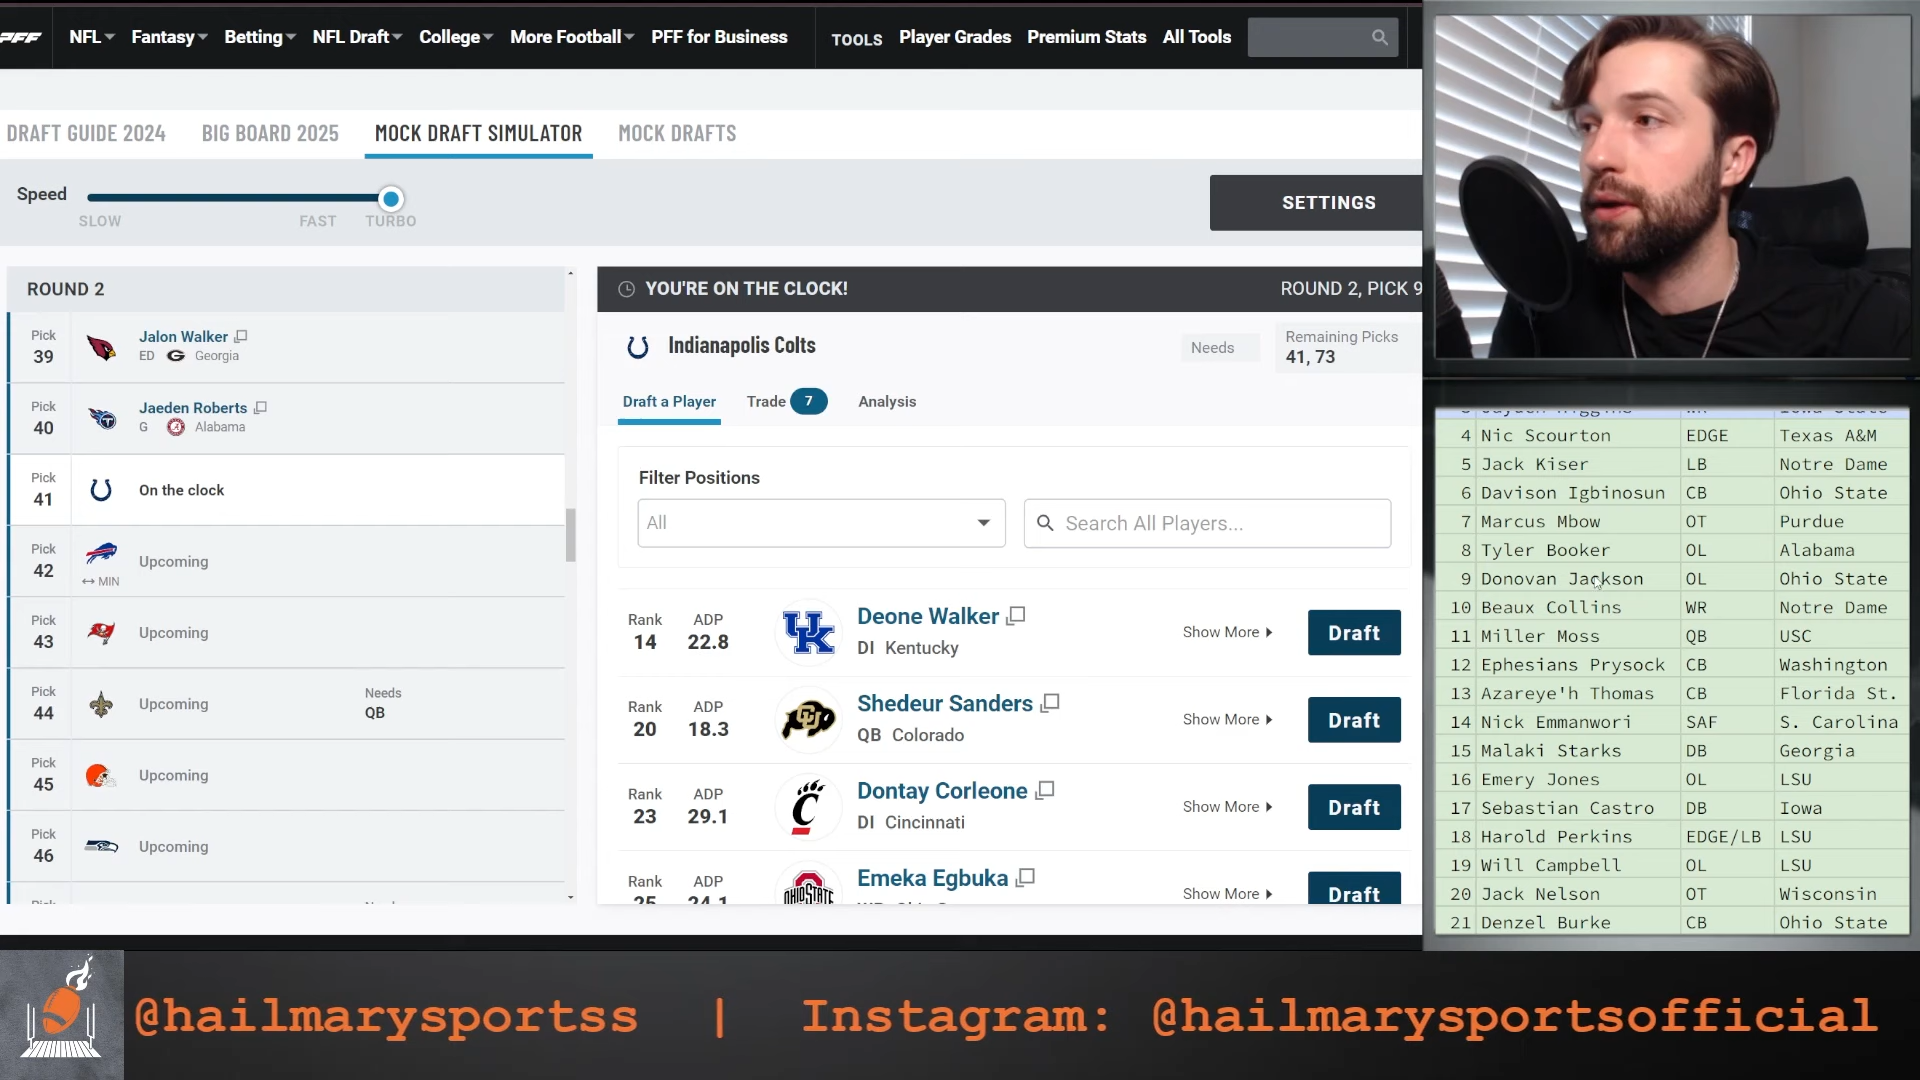 PFF
NFL Fantasy Betting NFL Draft College More Football PFF for Business TOOLS Player Grades Premium Stats All Tools
DRAFT GUIDE 2024 BIG BOARD 2025 MOCK DRAFT SIMULATOR MOCK DRAFTS
Speed
SLOW FAST TURBO
SETTINGS
ROUND 2
Pick 39
Jalon Walker
ED G Georgia
Pick 40
Jaeden Roberts
G Alabama
Pick 41
On the clock
Pick 42
MIN
Upcoming
Pick 43
Upcoming
Pick 44
Upcoming
Needs
QB
Pick 45
Upcoming
Pick 46
Upcoming
YOU'RE ON THE CLOCK! ROUND 2, PICK 9
Indianapolis Colts
Needs
Remaining Picks
41, 73
Draft a Player Trade 7 Analysis
Filter Positions
All
Search All Players...
Rank 14 ADP 22.8
UK
Deone Walker
DI Kentucky
Show More Draft
Rank 20 ADP 18.3
CU
Shedeur Sanders
QB Colorado
Show More Draft
Rank 23 ADP 29.1
C
Dontay Corleone
DI Cincinnati
Show More Draft
Rank 25 ADP 24.1
OHIO STATE
Emeka Egbuka
Show More Draft
4 Nic Scourton EDGE Texas A&M
5 Jack Kiser LB Notre Dame
6 Davison Igbinosun CB Ohio State
7 Marcus Mbow OT Purdue
8 Tyler Booker OL Alabama
9 Donovan Jackson OL Ohio State
10 Beaux Collins WR Notre Dame
11 Miller Moss QB USC
12 Ephesians Prysock CB Washington
13 Azareye'h Thomas CB Florida St.
14 Nick Emmanwori SAF S. Carolina
15 Malaki Starks DB Georgia
16 Emery Jones OL LSU
17 Sebastian Castro DB Iowa
18 Harold Perkins EDGE/LB LSU
19 Will Campbell OL LSU
20 Jack Nelson OT Wisconsin
21 Denzel Burke CB Ohio State
@hailmarysportss | Instagram: @hailmarysportsofficial